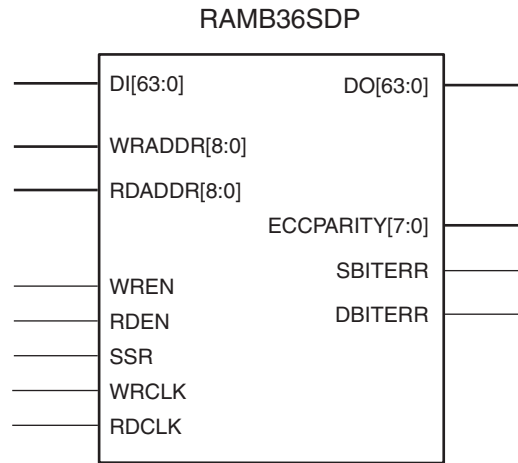 RAMB36SDP
DI[63:0]
DO[63:0]
WRADDR[8:0]
RDADDR[8:0]
ECCPARITY[7:0]
SBITERR
WREN
DBITERR
RDEN
SSR
WRCLK
RDCLK